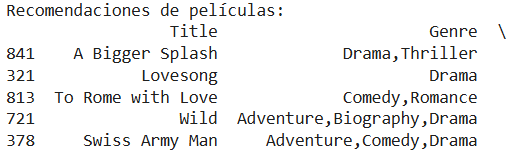 Recomendaciones de películas:
Title Genre \
841 A Bigger Splash Drama,Thriller
321 Lovesong Drama
813 To Rome with Love Comedy,Romance
721 Wild Adventure,Biography,Drama
378 Swiss Army Man Adventure,Comedy,Drama